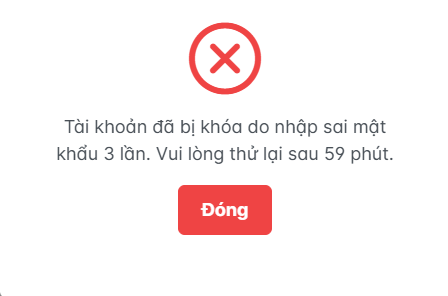 Tài khoản đã bị khóa do nhập sai mật
khẩu 3 lần. Vui lòng thử lại sau 59 phút.
Đóng